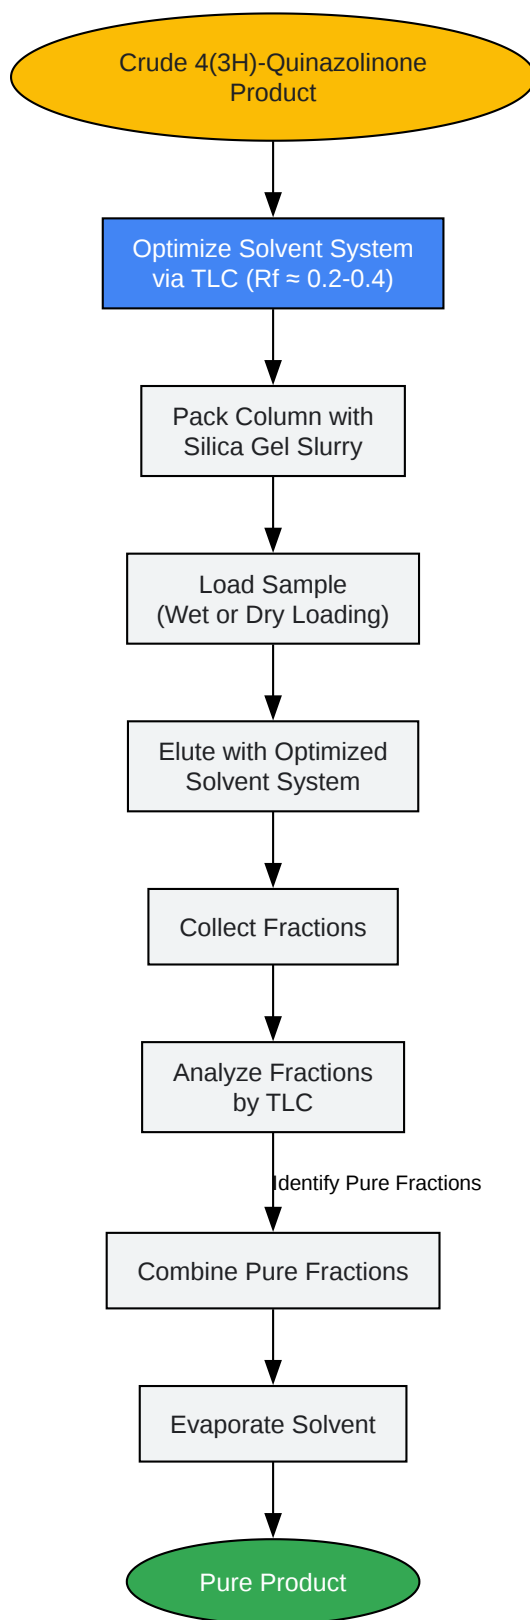 Crude 4(3H)-Quinazolinone
Product
Optimize Solvent System
via TLC (Rf ≈ 0.2-0.4)
Pack Column with
Silica Gel Slurry
Load Sample
(Wet or Dry Loading)
Elute with Optimized
Solvent System
Collect Fractions
Analyze Fractions
by TLC
Identify Pure Fractions
Combine Pure Fractions
Evaporate Solvent
Pure Product